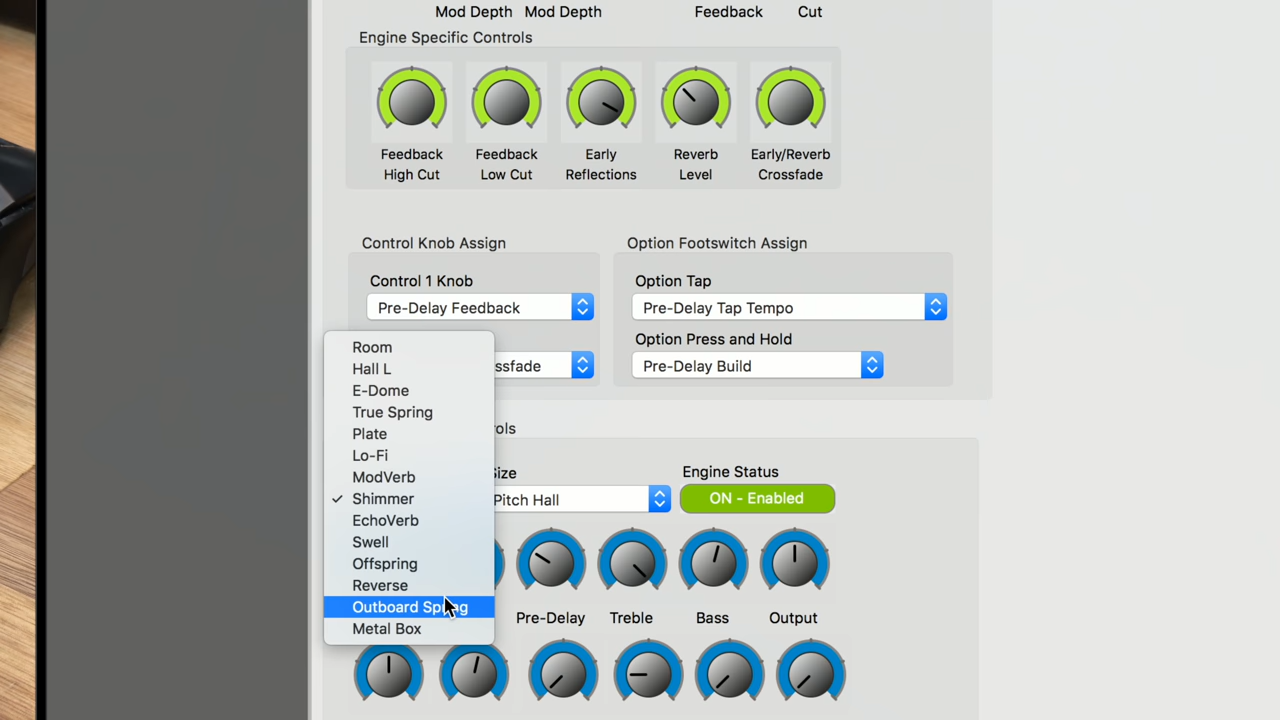 Mod Depth Mod Depth Feedback Cut
Engine Specific Controls
Feedback High Cut
Feedback Low Cut
Early Reflections
Reverb Level
Early/Reverb Crossfade
Control Knob Assign
Control 1 Knob
Pre-Delay Feedback
ssfade
Option Footswitch Assign
Option Tap
Pre-Delay Tap Tempo
Option Press and Hold
Pre-Delay Build
Room
Hall L
E-Dome
True Spring
Plate
Lo-Fi
ModVerb
Shimmer
EchoVerb
Swell
Offspring
Reverse
Outboard Spring
Metal Box
rols
Size
Pitch Hall
Engine Status
ON - Enabled
Pre-Delay Treble Bass Output